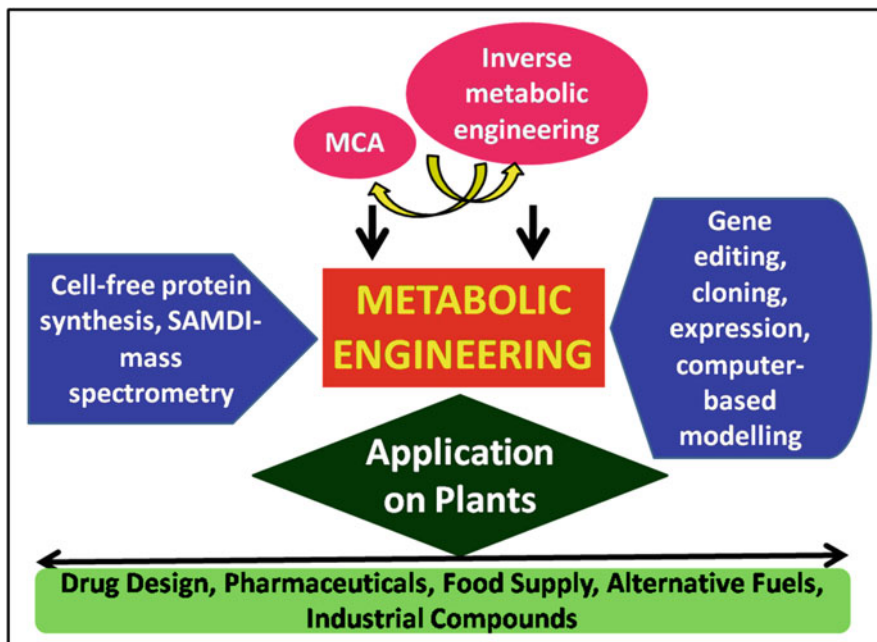 Inverse
metabolic
engineering
MCA
Cell-free protein
synthesis, SAMDI-
mass
spectrometry
METABOLIC
ENGINEERING
Gene
editing,
cloning,
expression,
computer-
based
modelling
Application
on Plants
Drug Design, Pharmaceuticals, Food Supply, Alternative Fuels,
Industrial Compounds